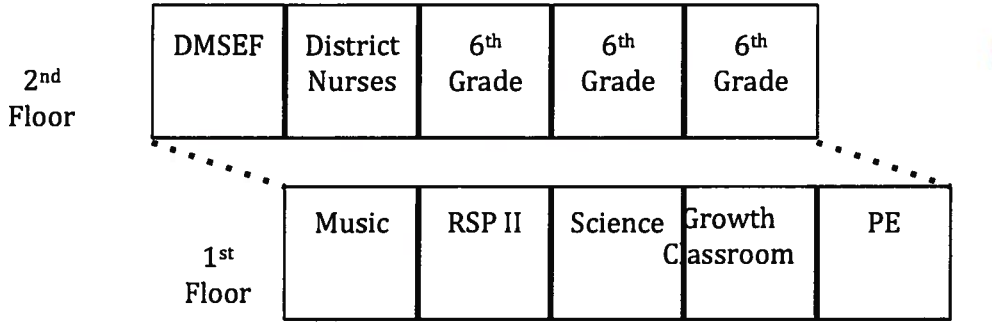 DMSEF
District
Nurses
6th
Grade
6th
Grade
6th
Grade
2nd
Floor
Music
RSP II
Science
Growth
Classroom
PE
1st
Floor